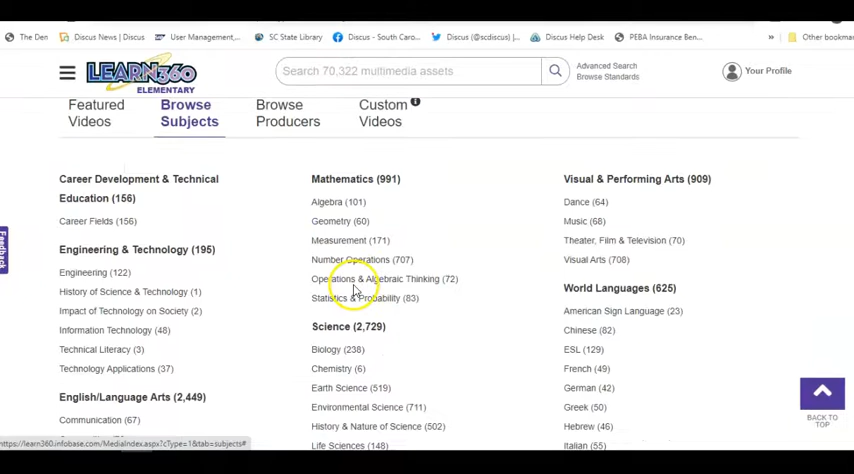 The Den
Discus News | Discus
User Management,...
SC State Library
Discus - South Caro...
Discus (@scdiscus) |...
Discus Help Desk
PEBA Insurance Ben...
»
Other bookmar
LEARN360
ELEMENTARY
Search 70,322 multimedia assets
Advanced Search
Browse Standards
Your Profile
Featured
Videos
Browse
Subjects
Browse
Producers
Custom
Videos
Feedback
Career Development & Technical
Education (156)
Career Fields (156)
Engineering & Technology (195)
Engineering (122)
History of Science & Technology (1)
Impact of Technology on Society (2)
Information Technology (48)
Technical Literacy (3)
Technology Applications (37)
English/Language Arts (2,449)
Communication (67)
Mathematics (991)
Algebra (101)
Geometry (60)
Measurement (171)
Number Operations (707)
Operations & Algebraic Thinking (72)
Statistics & Probability (83)
Science (2,729)
Biology (238)
Chemistry (6)
Earth Science (519)
Environmental Science (711)
History & Nature of Science (502)
Life Sciences (148)
Visual & Performing Arts (909)
Dance (64)
Music (68)
Theater, Film & Television (70)
Visual Arts (708)
World Languages (625)
American Sign Language (23)
Chinese (82)
ESL (129)
French (49)
German (42)
Greek (50)
Hebrew (46)
Italian (55)
BACK TO
TOP
https://learn360.infobase.com/MediaIndex.aspx?cType=1&tab=subjects#